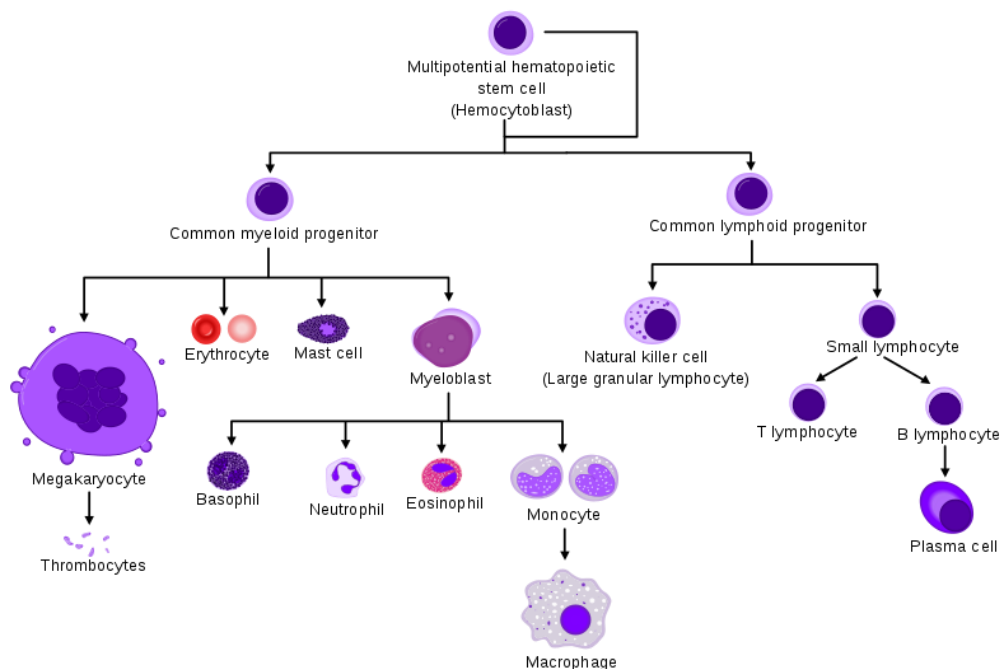 Multipotential hematopoietic
stem cell
(Hemocytoblast)
Common myeloid progenitor
Common lymphoid progenitor
Erythrocyte
Mast cell
Myeloblast
Natural killer cell
(Large granular lymphocyte)
Small lymphocyte
T lymphocyte
B lymphocyte
Megakaryocyte
Basophil
Neutrophil
Eosinophil
Monocyte
Plasma cell
Thrombocytes
Macrophage